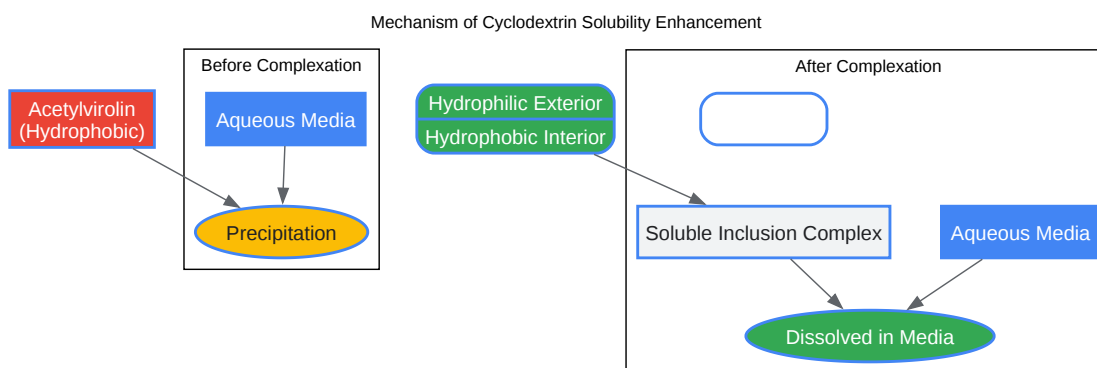 Mechanism of Cyclodextrin Solubility Enhancement
Before Complexation
Acetylvirolin
(Hydrophobic)
Aqueous Media
Precipitation
Hydrophilic Exterior
Hydrophobic Interior
After Complexation
Soluble Inclusion Complex
Aqueous Media
Dissolved in Media